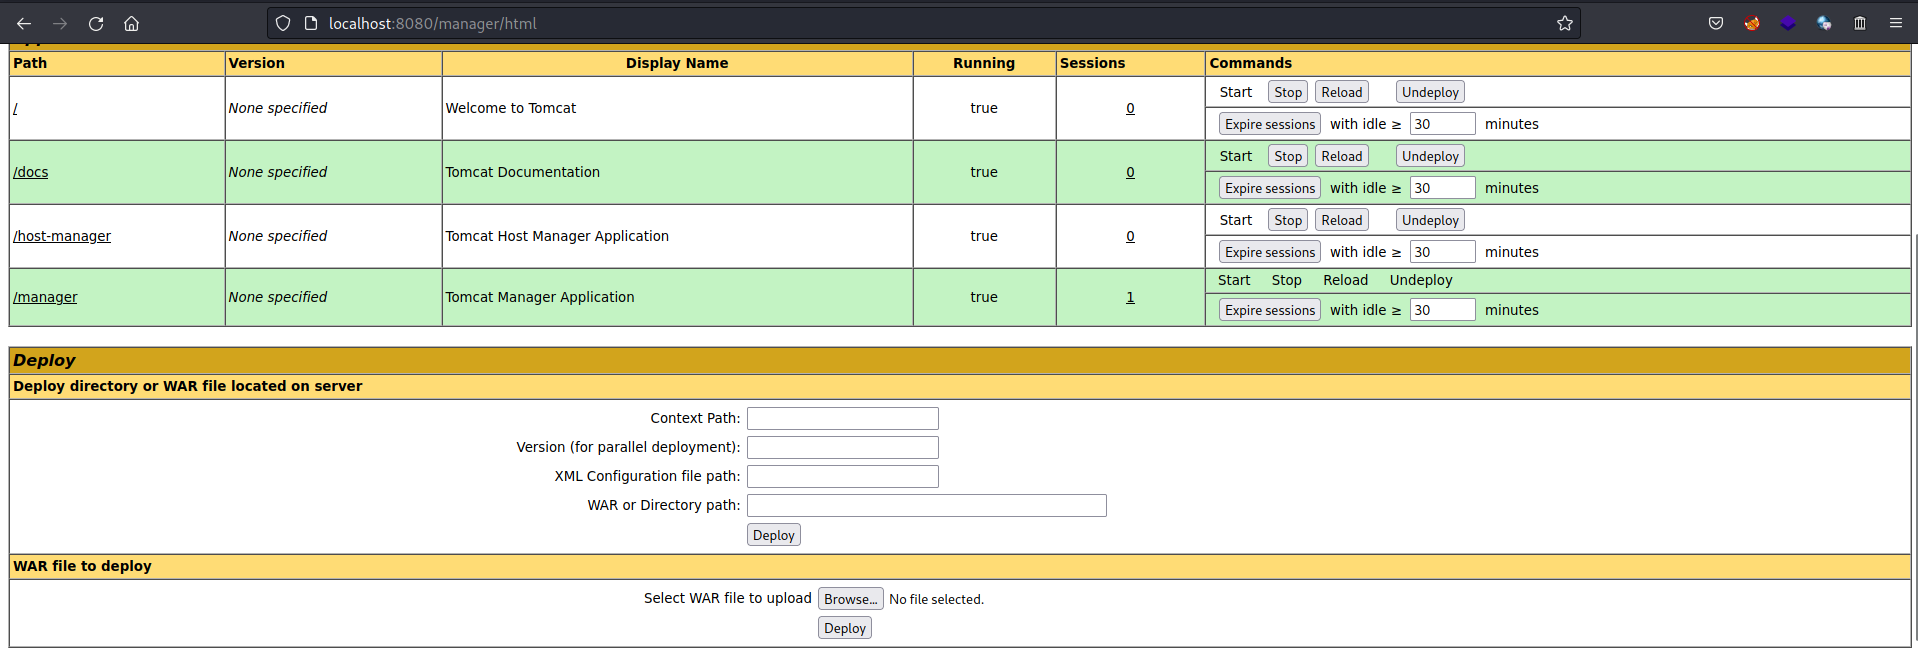 localhost:8080/manager/html
Path Version Display Name Running Sessions Commands
/ None specified Welcome to Tomcat true 0 Start Stop Reload Undeploy
Expire sessions with idle ≥ 30 minutes
/docs None specified Tomcat Documentation true 0 Start Stop Reload Undeploy
Expire sessions with idle ≥ 30 minutes
/host-manager None specified Tomcat Host Manager Application true 0 Start Stop Reload Undeploy
Expire sessions with idle ≥ 30 minutes
/manager None specified Tomcat Manager Application true 1 Start Stop Reload Undeploy
Expire sessions with idle ≥ 30 minutes
Deploy
Deploy directory or WAR file located on server
Context Path:
Version (for parallel deployment):
XML Configuration file path:
WAR or Directory path:
Deploy
WAR file to deploy
Select WAR file to upload Browse... No file selected.
Deploy